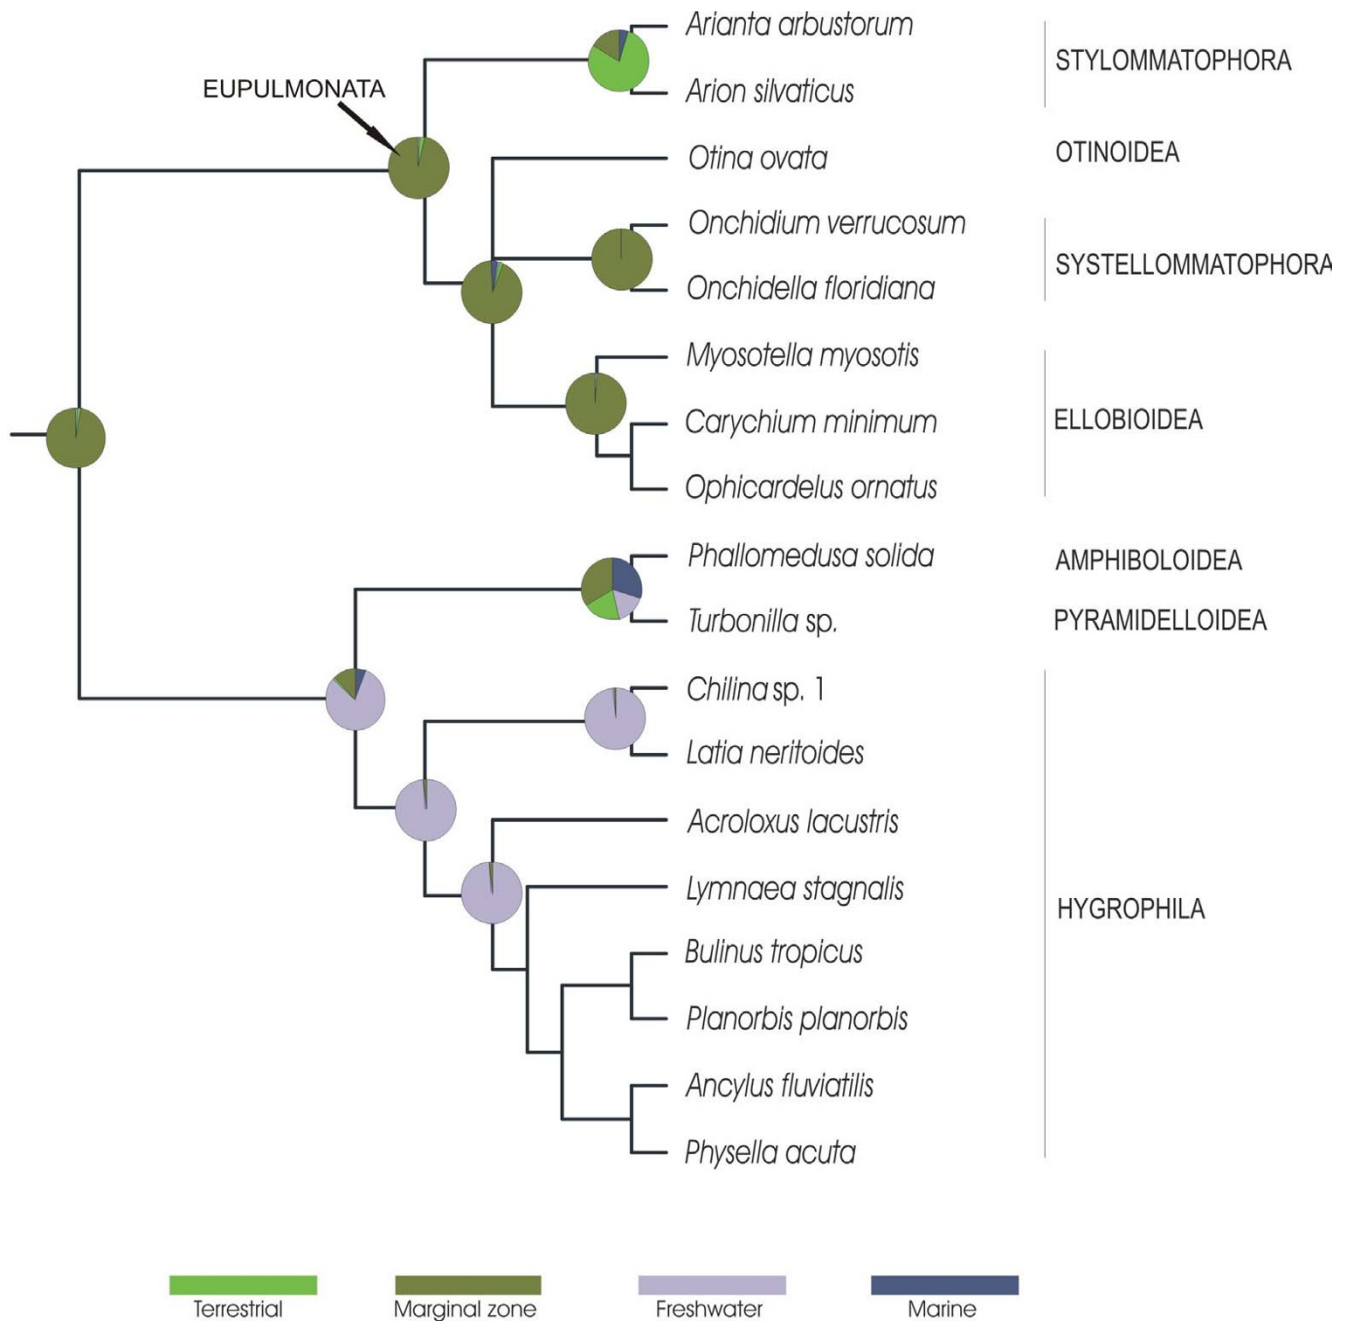 Arianta arbustorum
STYLOMMATOPHORA
EUPULMONATA
Arion silvaticus
Otina ovata
OTINOIDEA
Onchidium verrucosum
SYSTELLOMMATOPHORA
Onchidella floridiana
Myosotella myosotis
Carychium minimum
ELLOBIOIDEA
Ophicardelus ornatus
Phallomedusa solida
AMPHIBOLOIDEA
Turbonilla sp.
PYRAMIDELLOIDEA
Chilina sp. 1
Latia neritoides
Acroloxus lacustris
Lymnaea stagnalis
HYGROPHILA
Bulinus tropicus
Planorbis planorbis
Ancylus fluviatilis
Physella acuta
Terrestrial
Marginal zone
Freshwater
Marine